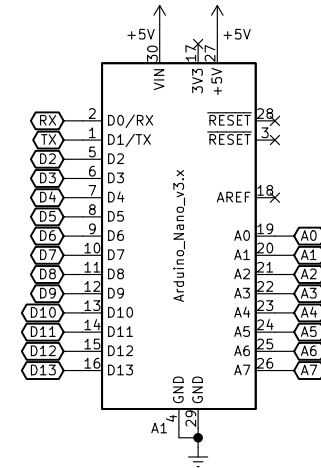 +5V +5V
30 17 27
VIN 3V3 +5V
RX 2 D0/RX RESET 28
TX 1 D1/TX RESET 3
D2 5 D2
D3 6 D3
D4 7 D4 AREF 18
D5 8 D5
D6 9 D6 A0 19 A0
D7 10 D7 A1 20 A1
D8 11 D8 A2 21 A2
D9 12 D9 A3 22 A3
D10 13 D10 A4 23 A4
D11 14 D11 A5 24 A5
D12 15 D12 A6 25 A6
D13 16 D13 A7 26 A7
Arduino_Nano_v3.x
GND GND
A1 4 29